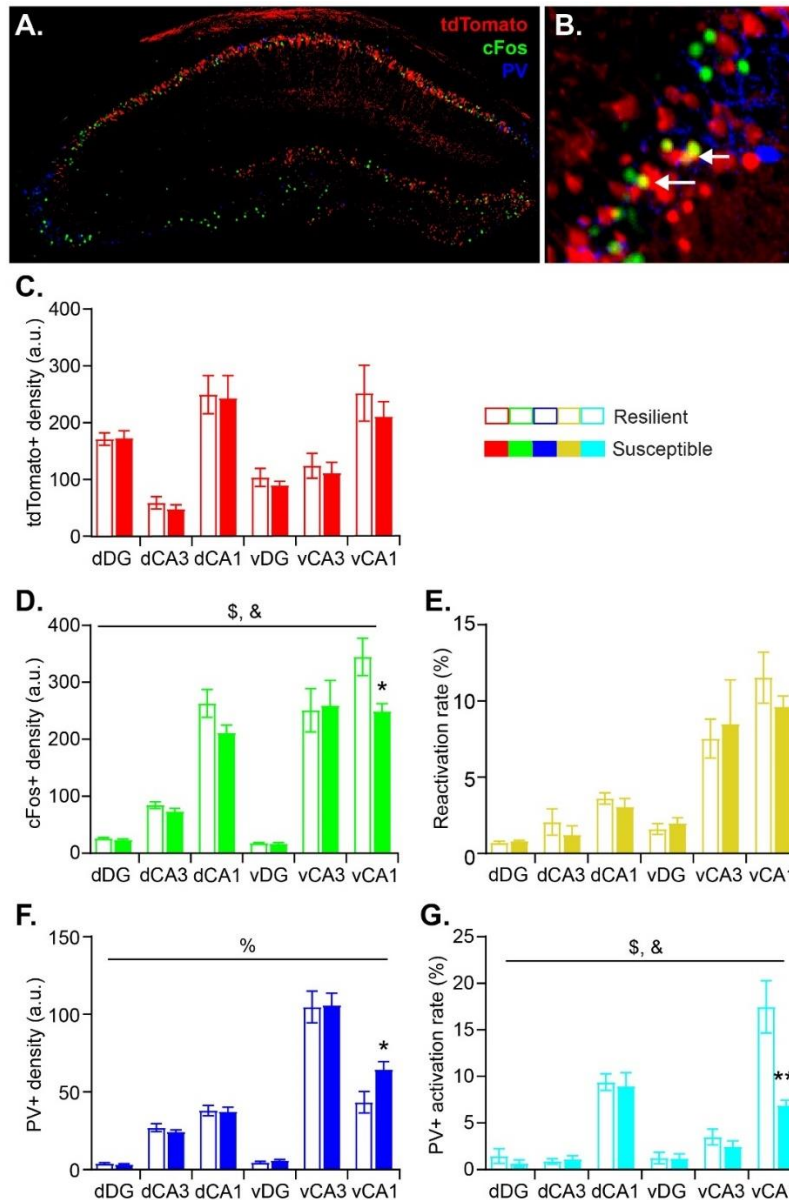 A.
tdTomato
cFos
PV
B.
C.
tdTomato+ density (a.u.)
400
300
200
100
0
dDG dCA3 dCA1 vDG vCA3 vCA1
Resilient
Susceptible
D.
$, &
*
cFos+ density (a.u.)
400
300
200
100
0
dDG dCA3 dCA1 vDG vCA3 vCA1
E.
Reactivation rate (%)
15
10
5
0
dDG dCA3 dCA1 vDG vCA3 vCA1
F.
%
*
PV+ density (a.u.)
150
100
50
0
dDG dCA3 dCA1 vDG vCA3 vCA1
G.
$, &
**
PV+ activation rate (%)
25
20
15
10
5
0
dDG dCA3 dCA1 vDG vCA3 vCA1